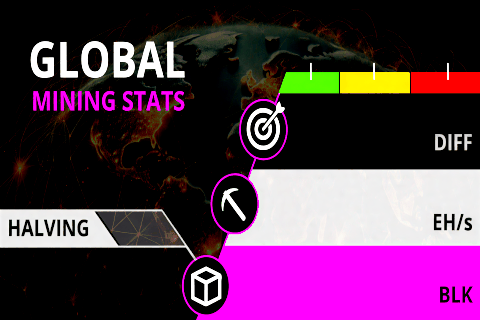 GLOBAL
MINING STATS
DIFF
HALVING
EH/s
BLK